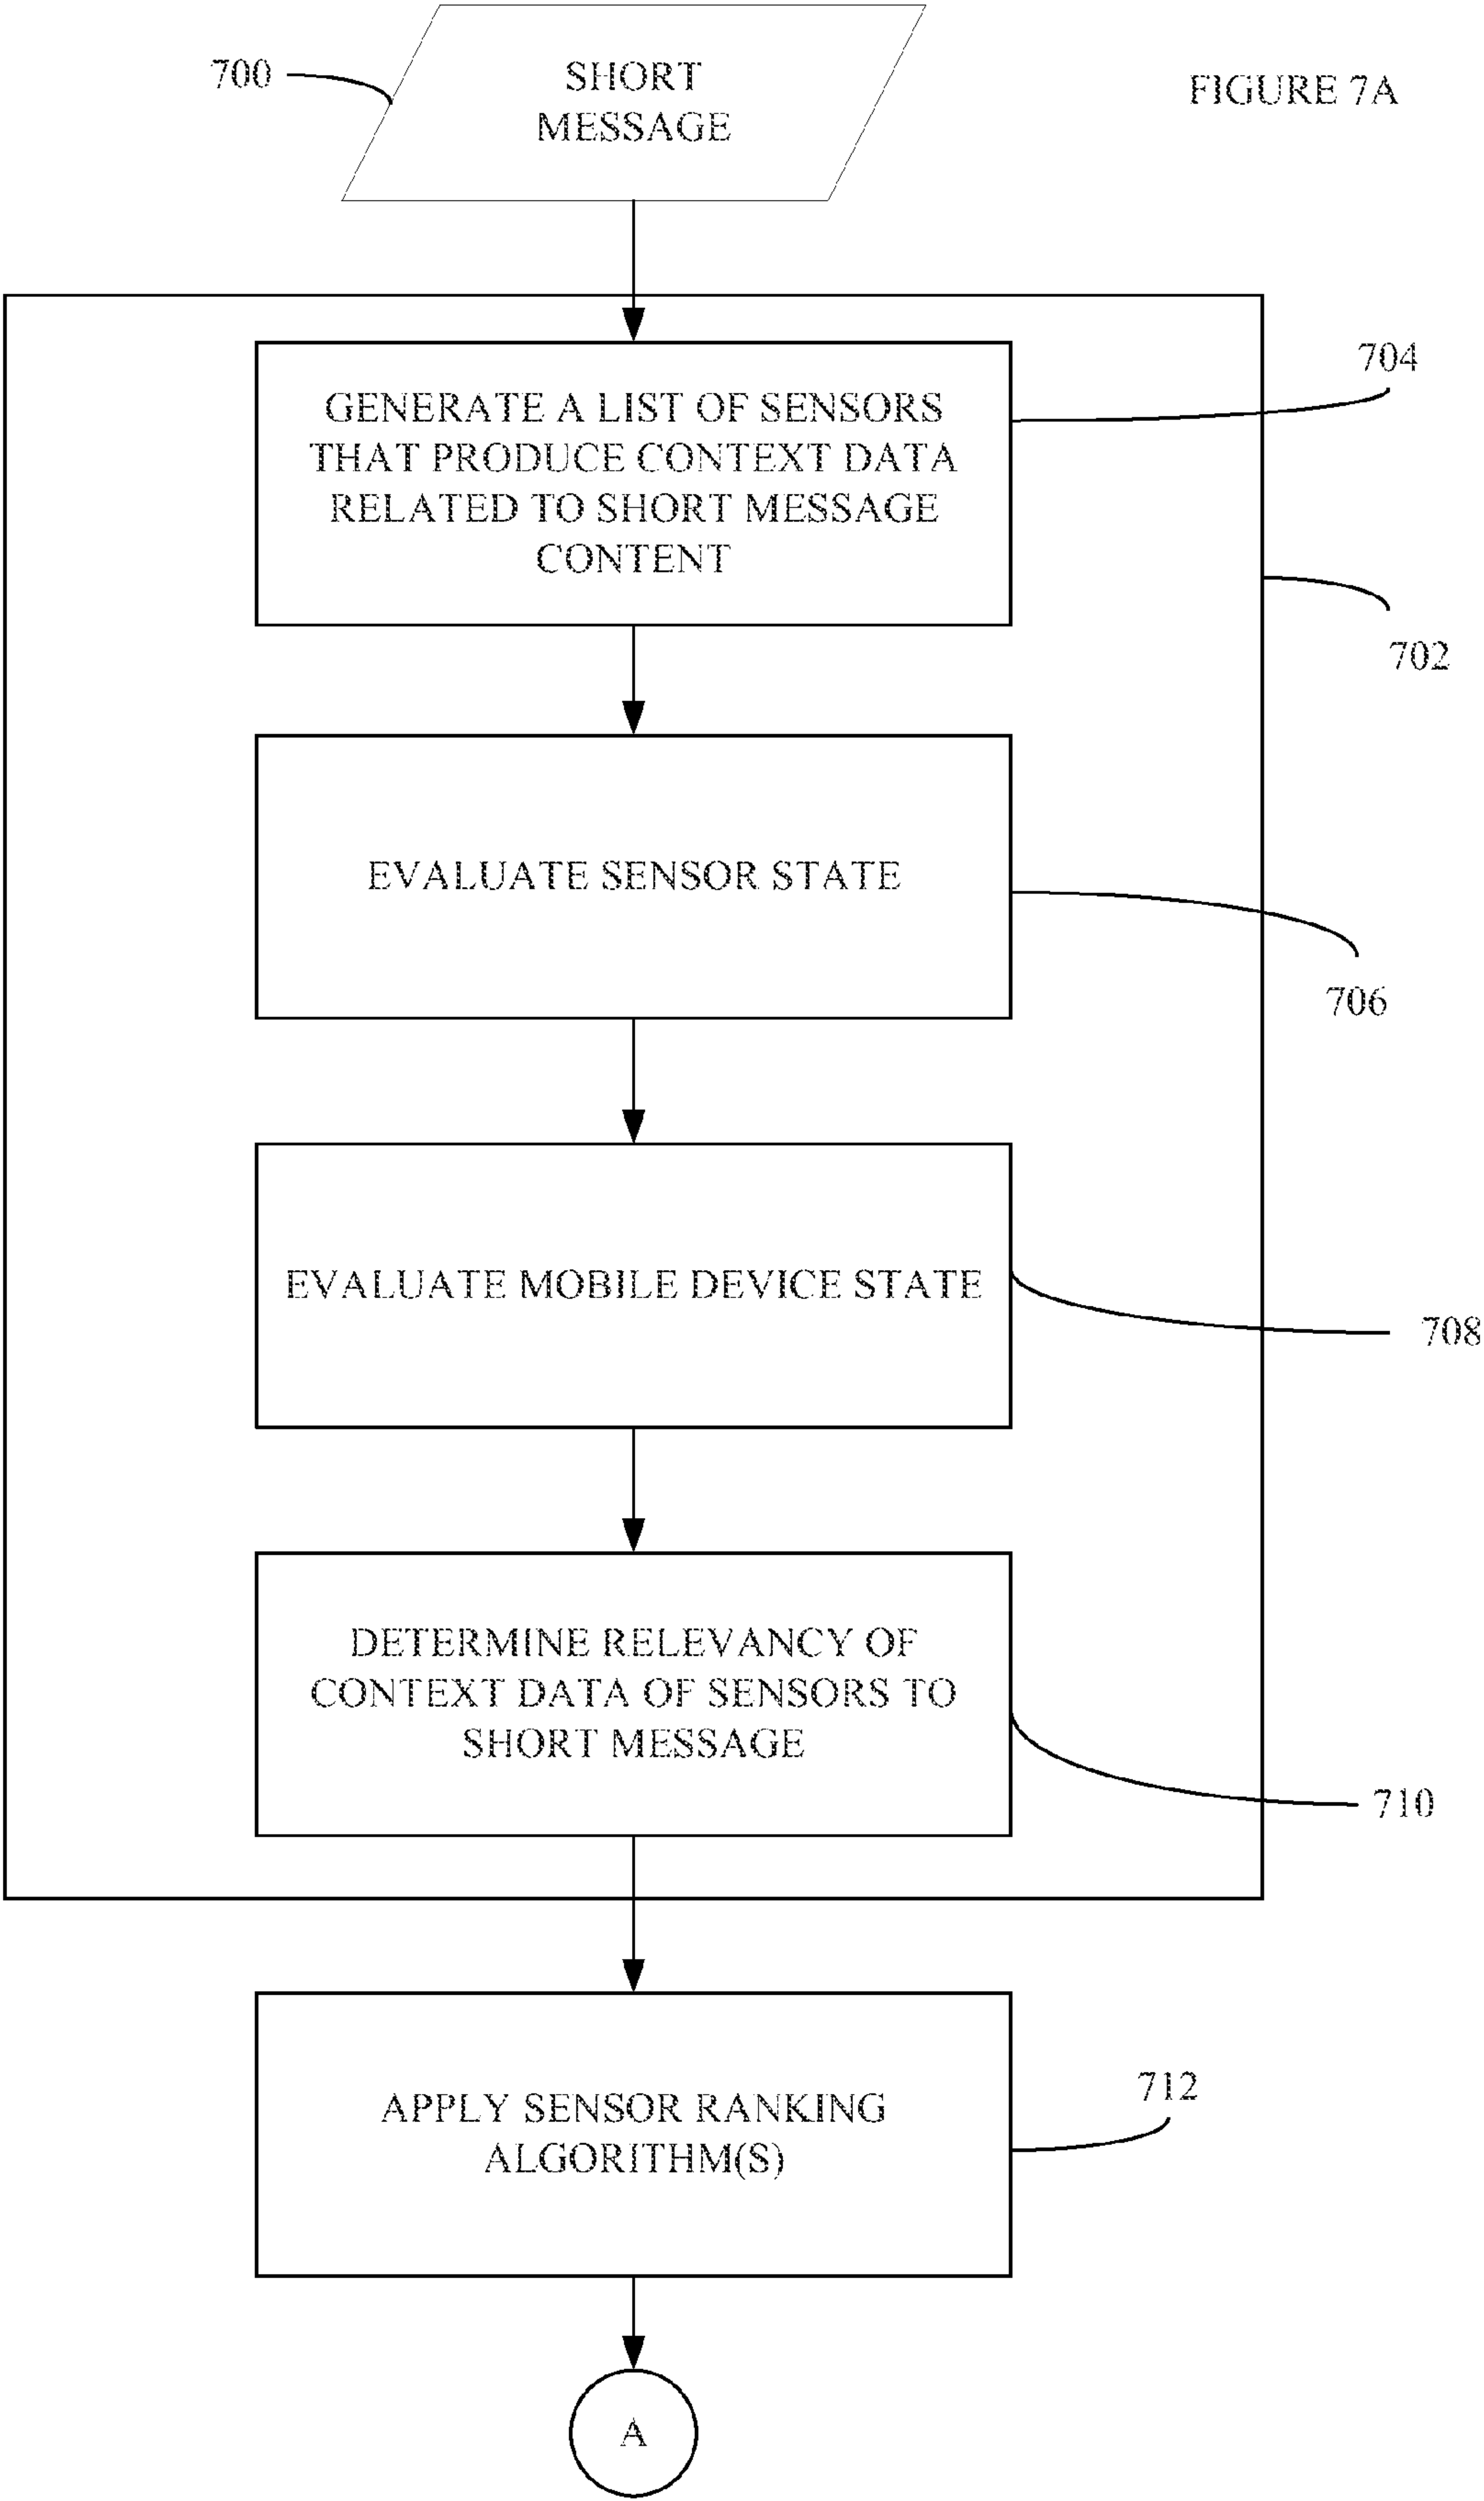 700
SHORT
MESSAGE
FIGURE 7A
GENERATE A LIST OF SENSORS
THAT PRODUCE CONTEXT DATA
RELATED TO SHORT MESSAGE
CONTENT
704
702
EVALUATE SENSOR STATE
706
EVALUATE MOBILE DEVICE STATE
708
DETERMINE RELEVANCY OF
CONTEXT DATA OF SENSORS TO
SHORT MESSAGE
710
APPLY SENSOR RANKING
ALGORITHM(S)
712
A